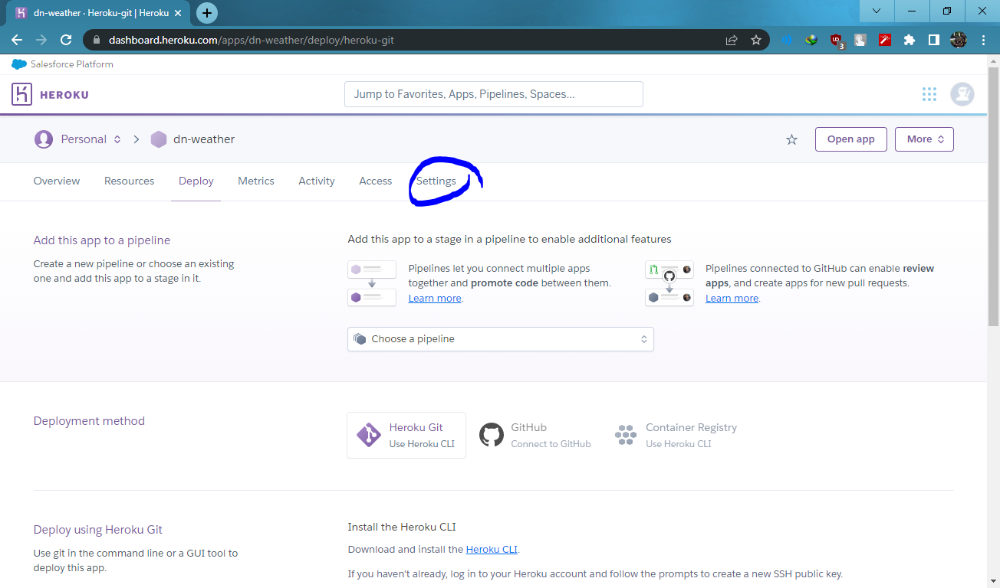 dn-weather · Heroku-git | Heroku
dashboard.heroku.com/apps/dn-weather/deploy/heroku-git
3
Salesforce Platform
HEROKU
Jump to Favorites, Apps, Pipelines, Spaces...
Personal
dn-weather
Open app
More
Overview
Resources
Deploy
Metrics
Activity
Access
Settings
Add this app to a pipeline
Create a new pipeline or choose an existing
one and add this app to a stage in it.
Add this app to a stage in a pipeline to enable additional features
Pipelines let you connect multiple apps
together and promote code between them.
Learn more.
Pipelines connected to GitHub can enable review
apps, and create apps for new pull requests.
Learn more.
Choose a pipeline
Deployment method
Heroku Git
Use Heroku CLI
GitHub
Connect to GitHub
Container Registry
Use Heroku CLI
Deploy using Heroku Git
Use git in the command line or a GUI tool to
deploy this app.
Install the Heroku CLI
Download and install the Heroku CLI.
If you haven't already, log in to your Heroku account and follow the prompts to create a new SSH public key.